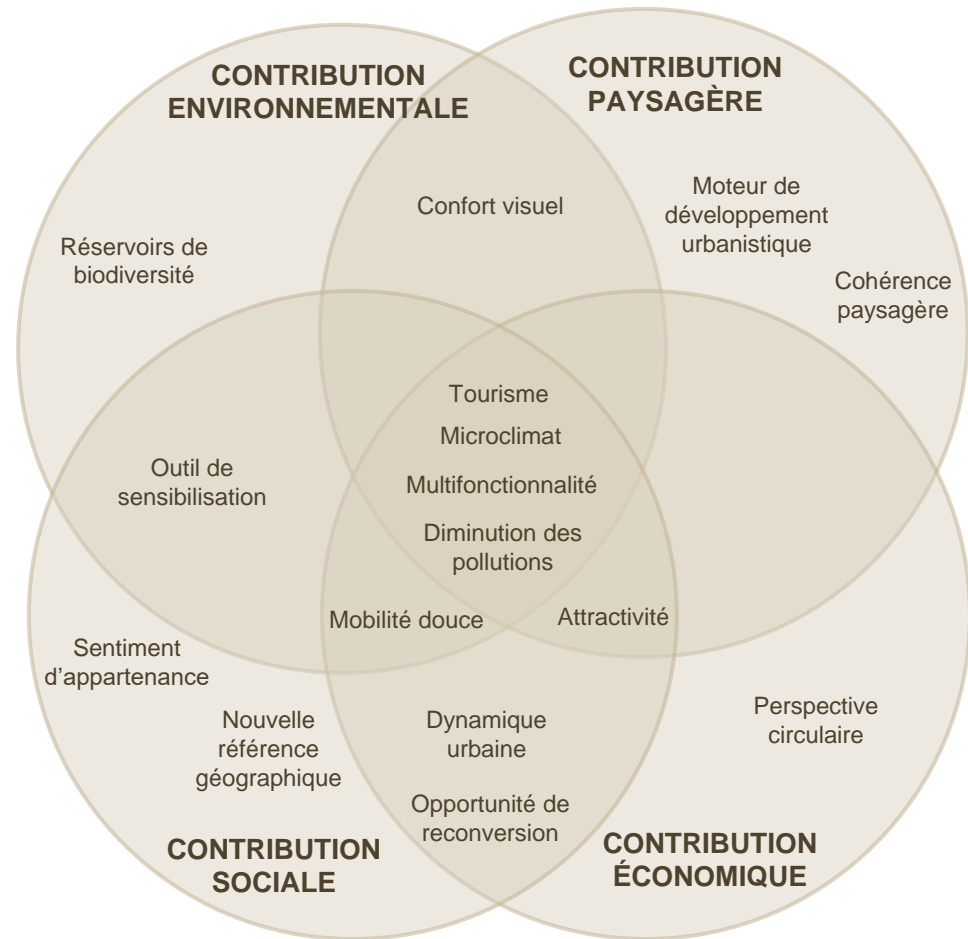 CONTRIBUTION
ENVIRONNEMENTALE
CONTRIBUTION
PAYSAGÈRE
Confort visuel
Moteur de
développement
urbanistique
Réservoirs de
biodiversité
Cohérence
paysagère
Tourisme
Microclimat
Multifonctionnalité
Diminution des
pollutions
Outil de
sensibilisation
Mobilité douce
Attractivité
Sentiment
d’appartenance
Nouvelle
référence
géographique
Dynamique
urbaine
Perspective
circulaire
Opportunité de
reconversion
CONTRIBUTION
SOCIALE
CONTRIBUTION
ÉCONOMIQUE